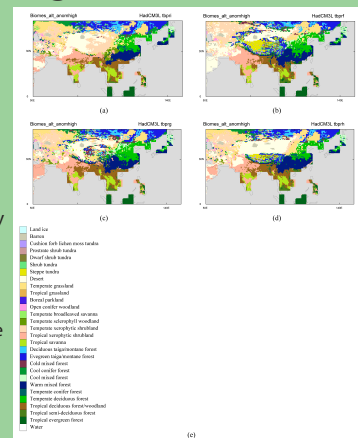 Biomes_alt_anomhigh HadCM3L tbpri
(a)
Biomes_alt_anomhigh HadCM3L tbprf
(b)
Biomes_alt_anomhigh HadCM3L tbprg
(c)
Biomes_alt_anomhigh HadCM3L tbprh
(d)
Land ice
Barren
Cushion forb lichen moss tundra
Prostrate shrub tundra
Dwarf shrub tundra
Shrub tundra
Steppe tundra
Desert
Temperate grassland
Tropical grassland
Boreal parkland
Open conifer woodland
Temperate broadleaved savanna
Temperate sclerophyll woodland
Temperate xerophytic shrubland
Tropical xerophytic shrubland
Tropical savanna
Deciduous taiga/montane forest
Evegreen taiga/montane forest
Cold mixed forest
Cool conifer forest
Cool mixed forest
Warm mixed forest
Temperate conifer forest
Temperate deciduous forest
Tropical deciduous forest/woodland
Tropical semi-deciduous forest
Tropical evergreen forest
Water
(e)